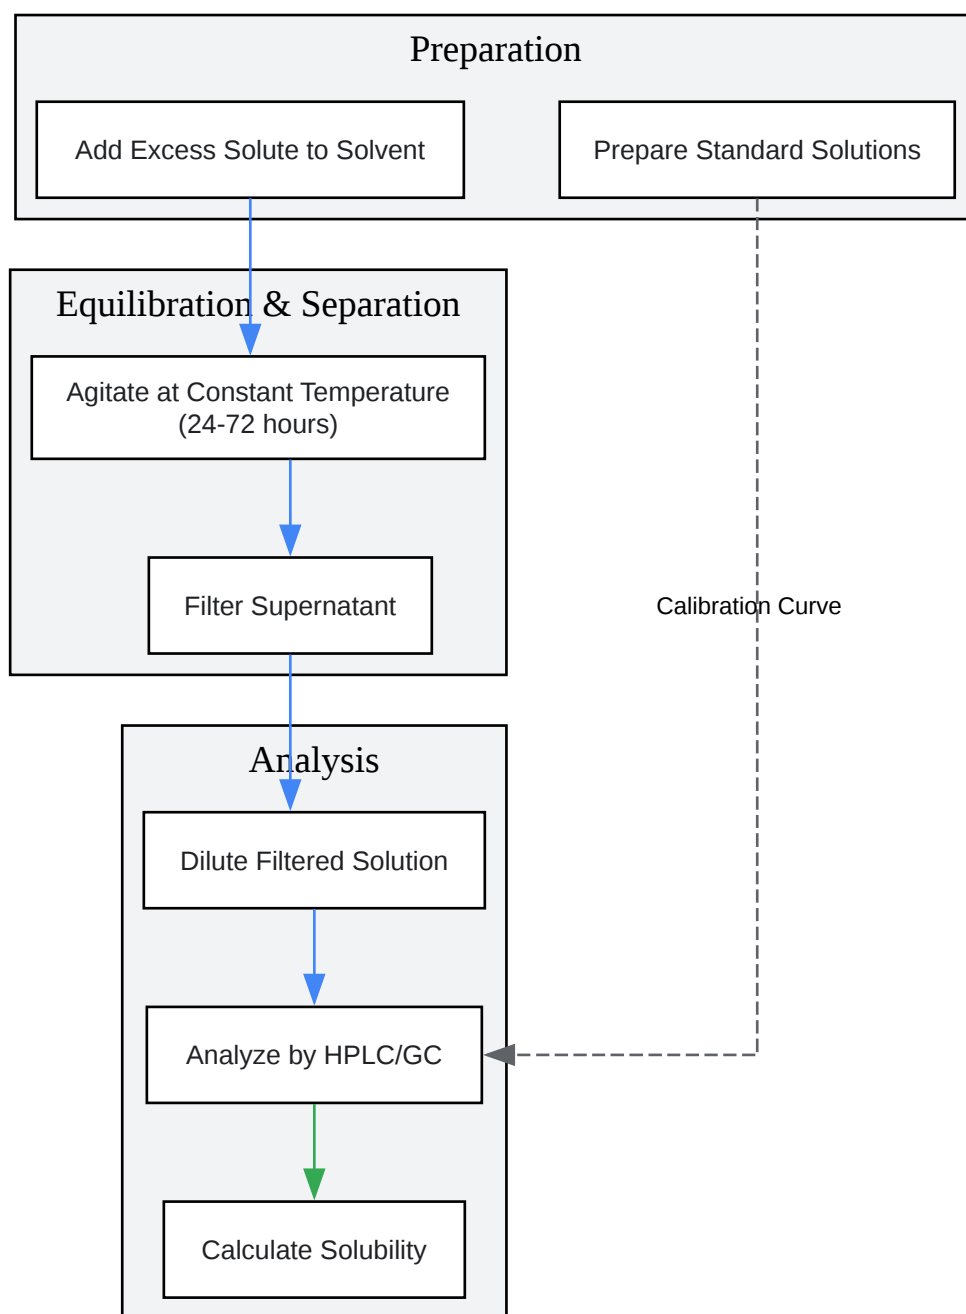 Preparation
Add Excess Solute to Solvent
Prepare Standard Solutions
Equilibration & Separation
Agitate at Constant Temperature
(24-72 hours)
Filter Supernatant
Calibration Curve
Analysis
Dilute Filtered Solution
Analyze by HPLC/GC
Calculate Solubility